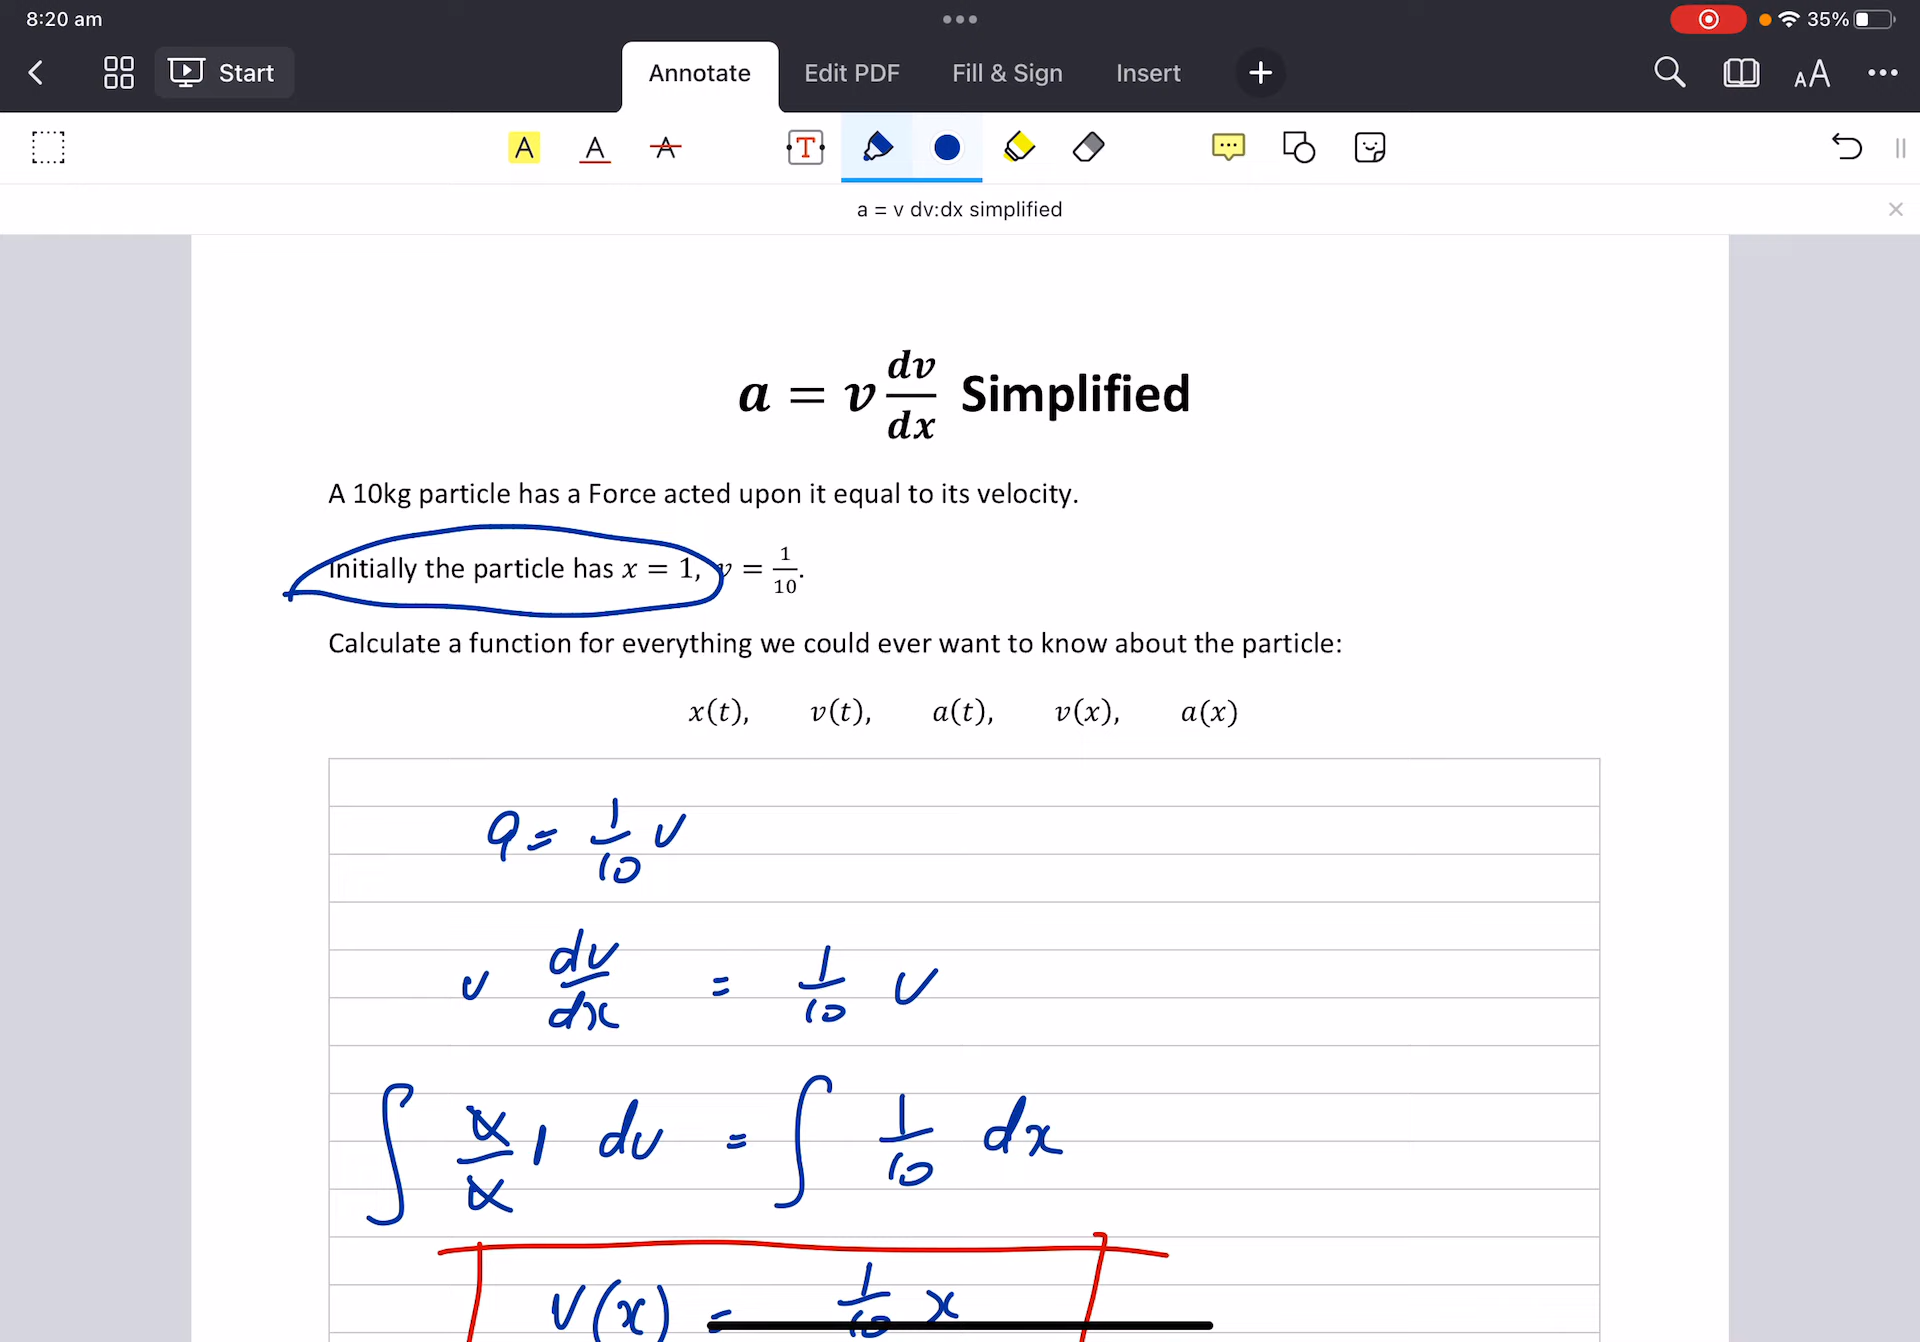 8:20 am
35%
Start
Annotate
Edit PDF
Fill & Sign
Insert
AA
A A A T
a = v dv:dx simplified
a = v dv/dx Simplified
A 10kg particle has a Force acted upon it equal to its velocity.
Initially the particle has x = 1, v = 1/10.
Calculate a function for everything we could ever want to know about the particle:
x(t), v(t), a(t), v(x), a(x)
a = 1/10 v
v dv/dx = 1/10 v
∫ v/v 1 dv = ∫ 1/10 dx
v(x) = 1/10 x